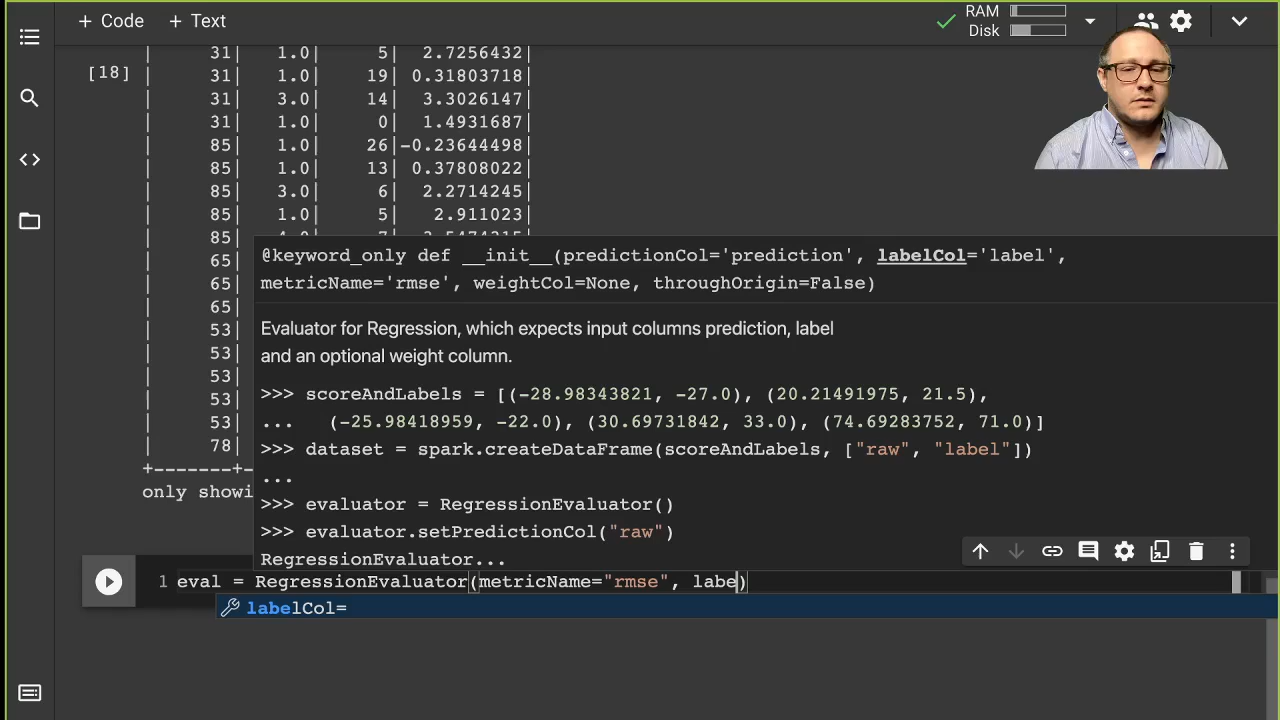 + Code + Text
RAM
Disk
[18]
| 31| 1.0| 5| 2.7256432|
| 31| 1.0| 19| 0.31803718|
| 31| 3.0| 14| 3.3026147|
| 31| 1.0| 0| 1.4931687|
| 85| 1.0| 26|-0.23644498|
| 85| 1.0| 13| 0.37808022|
| 85| 3.0| 6| 2.2714245|
| 85| 1.0| 5| 2.911023|
| 85|
| 65|
| 65|
| 65|
| 53|
| 53|
| 53|
| 53|
| 53|
| 78|
+-------+-
only showi
@keyword_only def __init__(predictionCol='prediction', labelCol='label',
metricName='rmse', weightCol=None, throughOrigin=False)
Evaluator for Regression, which expects input columns prediction, label
and an optional weight column.
>>> scoreAndLabels = [(-28.98343821, -27.0), (20.21491975, 21.5),
... (-25.98418959, -22.0), (30.69731842, 33.0), (74.69283752, 71.0)]
>>> dataset = spark.createDataFrame(scoreAndLabels, ["raw", "label"])
...
>>> evaluator = RegressionEvaluator()
>>> evaluator.setPredictionCol("raw")
RegressionEvaluator...
1 eval = RegressionEvaluator(metricName="rmse", labe)
labelCol=